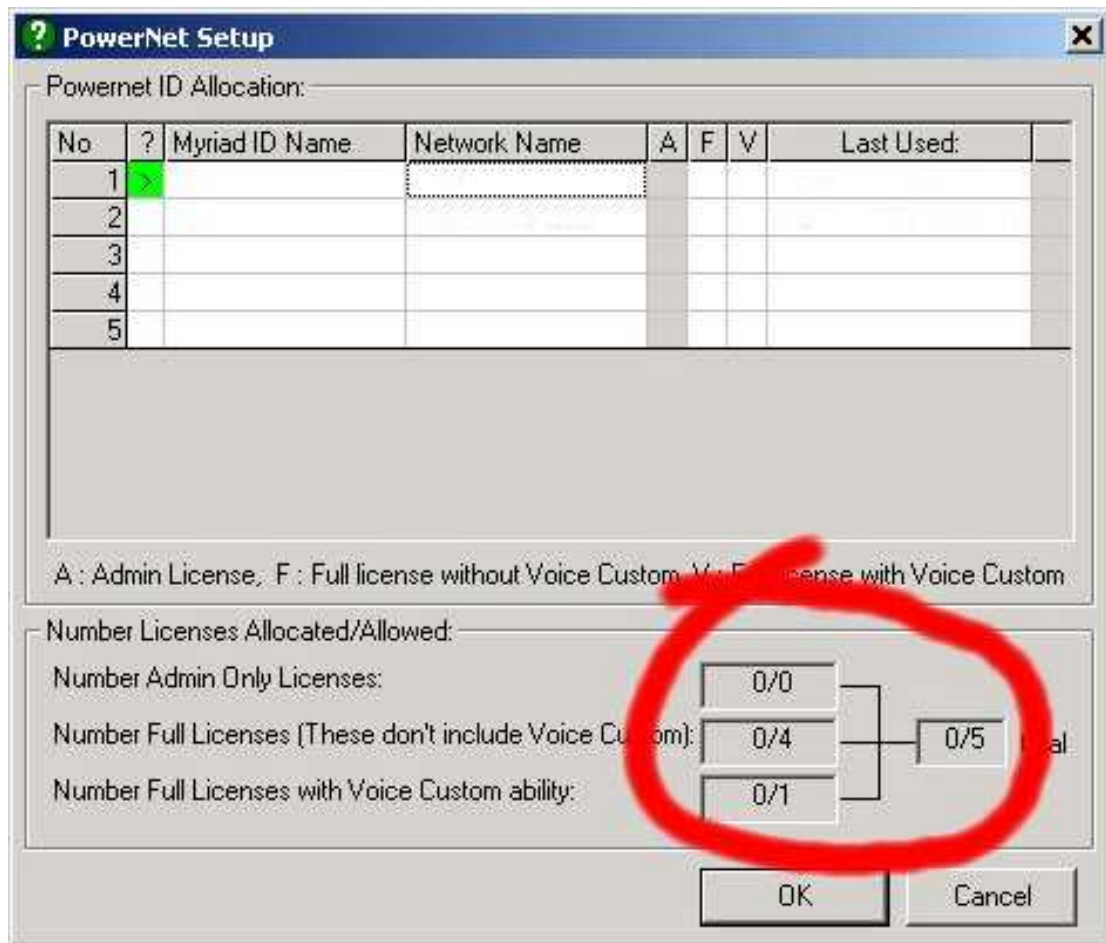 PowerNet Setup
Powernet ID Allocation:
No ? Myriad ID Name Network Name A F V Last Used:
1 >
2
3
4
5
A : Admin License, F : Full license without Voice Custom, V : License with Voice Custom
Number Licenses Allocated/Allowed:
Number Admin Only Licenses: 0/0
Number Full Licenses (These don't include Voice Custom): 0/4 0/5
Number Full Licenses with Voice Custom ability: 0/1
OK Cancel